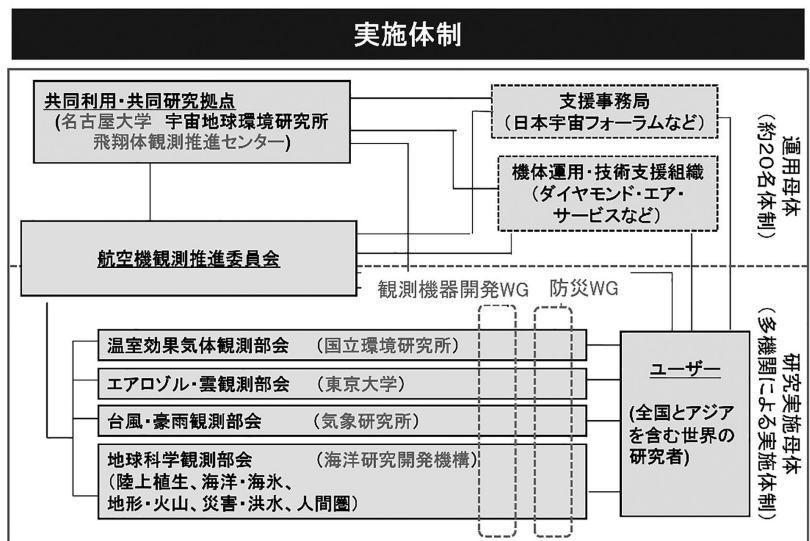 実施体制
共同利用・共同研究拠点
(名古屋大学 宇宙地球環境研究所
飛翔体観測推進センター)
支援事務局
(日本宇宙フォーラムなど)
機体運用・技術支援組織
(ダイヤモンド・エア・
サービスなど)
運用母体
(約20名体制)
航空機観測推進委員会
観測機器開発WG
防災WG
温室効果気体観測部会 (国立環境研究所)
エアロゾル・雲観測部会 (東京大学)
台風・豪雨観測部会 (気象研究所)
地球科学観測部会 (海洋研究開発機構)
(陸上植生、海洋・海氷、
地形・火山、災害・洪水、人間圏)
ユーザー
(全国とアジア
を含む世界の
研究者)
研究実施母体
(多機関による実施体制)